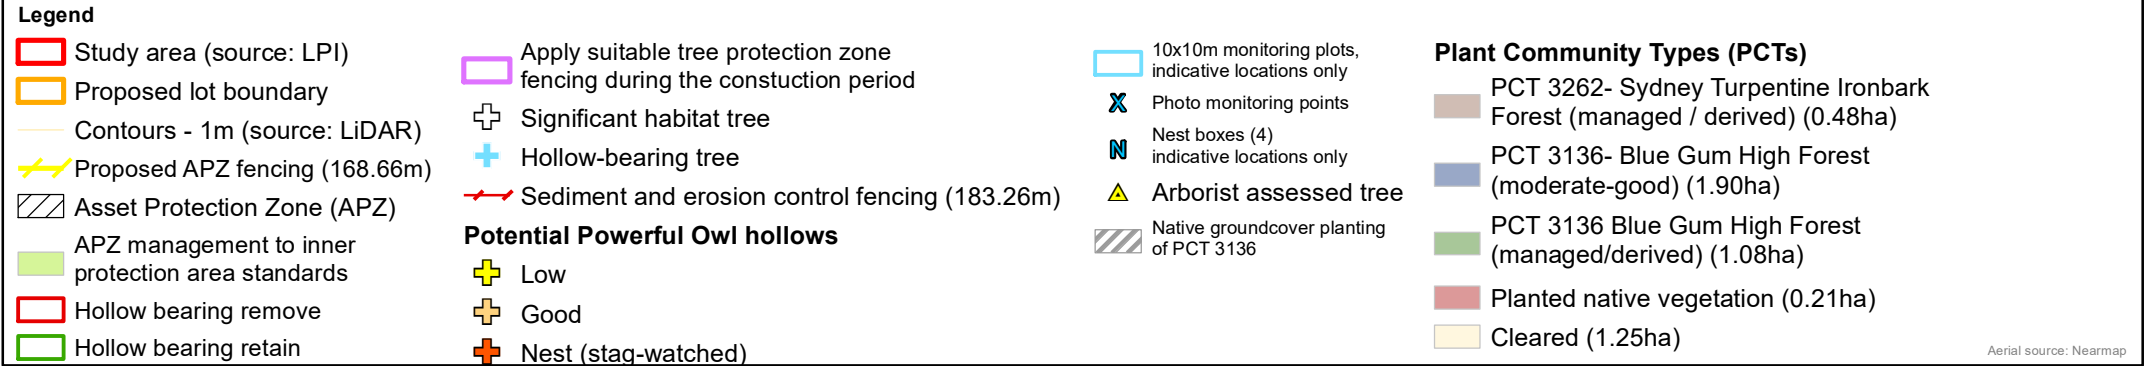 Legend
Study area (source: LPI)
Proposed lot boundary
Contours - 1m (source: LiDAR)
Proposed APZ fencing (168.66m)
Asset Protection Zone (APZ)
APZ management to inner
protection area standards
Hollow bearing remove
Hollow bearing retain
Apply suitable tree protection zone
fencing during the constuction period
Significant habitat tree
Hollow-bearing tree
Sediment and erosion control fencing (183.26m)
Potential Powerful Owl hollows
Low
Good
Nest (stag-watched)
10x10m monitoring plots,
indicative locations only
X Photo monitoring points
Nest boxes (4)
N indicative locations only
Arborist assessed tree
Native groundcover planting
of PCT 3136
Plant Community Types (PCTs)
PCT 3262- Sydney Turpentine Ironbark
Forest (managed / derived) (0.48ha)
PCT 3136- Blue Gum High Forest
(moderate-good) (1.90ha)
PCT 3136 Blue Gum High Forest
(managed/derived) (1.08ha)
Planted native vegetation (0.21ha)
Cleared (1.25ha)
Aerial source: Nearmap